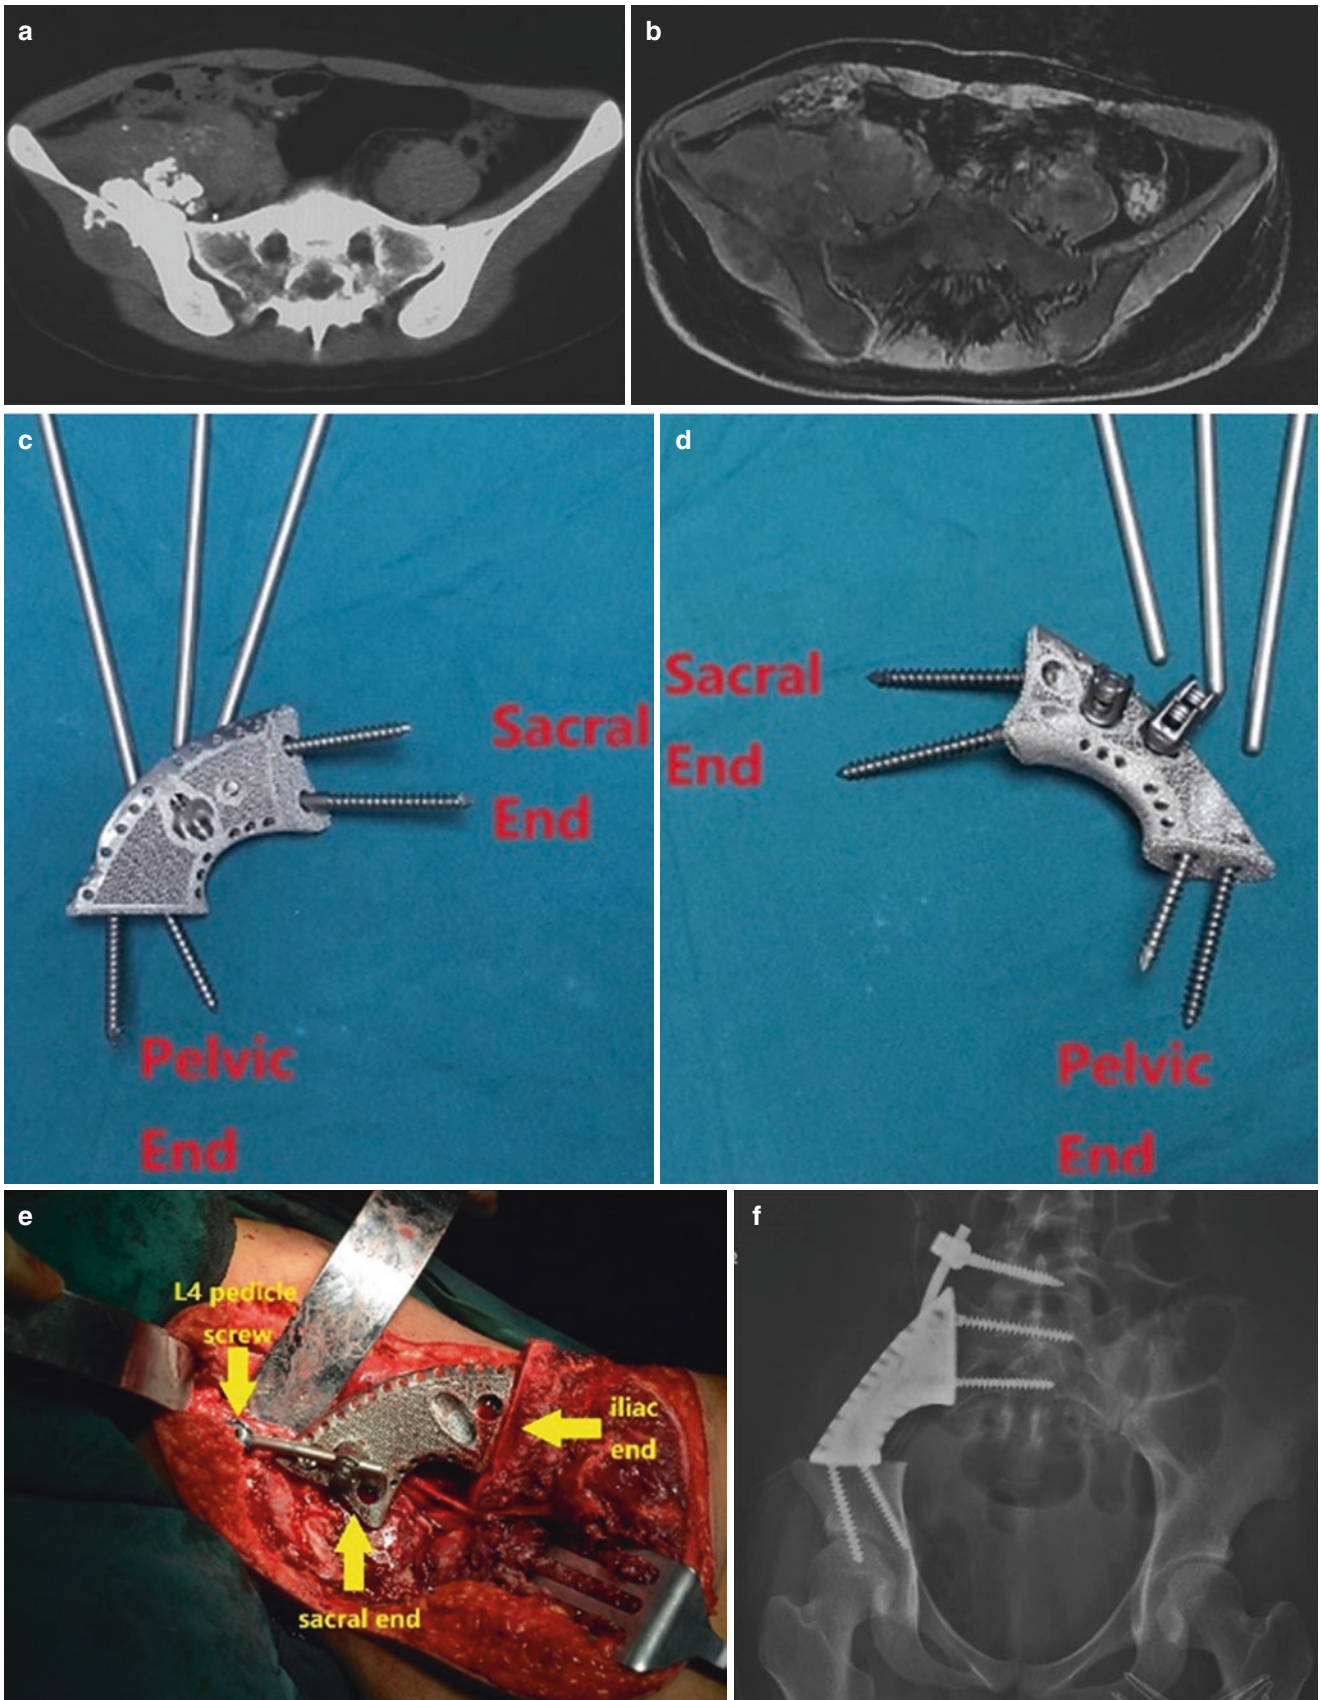 a
b
c
Sacral
End
Pelvic
End
d
Sacral
End
Pelvic
End
e
L4 pedicle
screw
iliac
end
sacral end
f